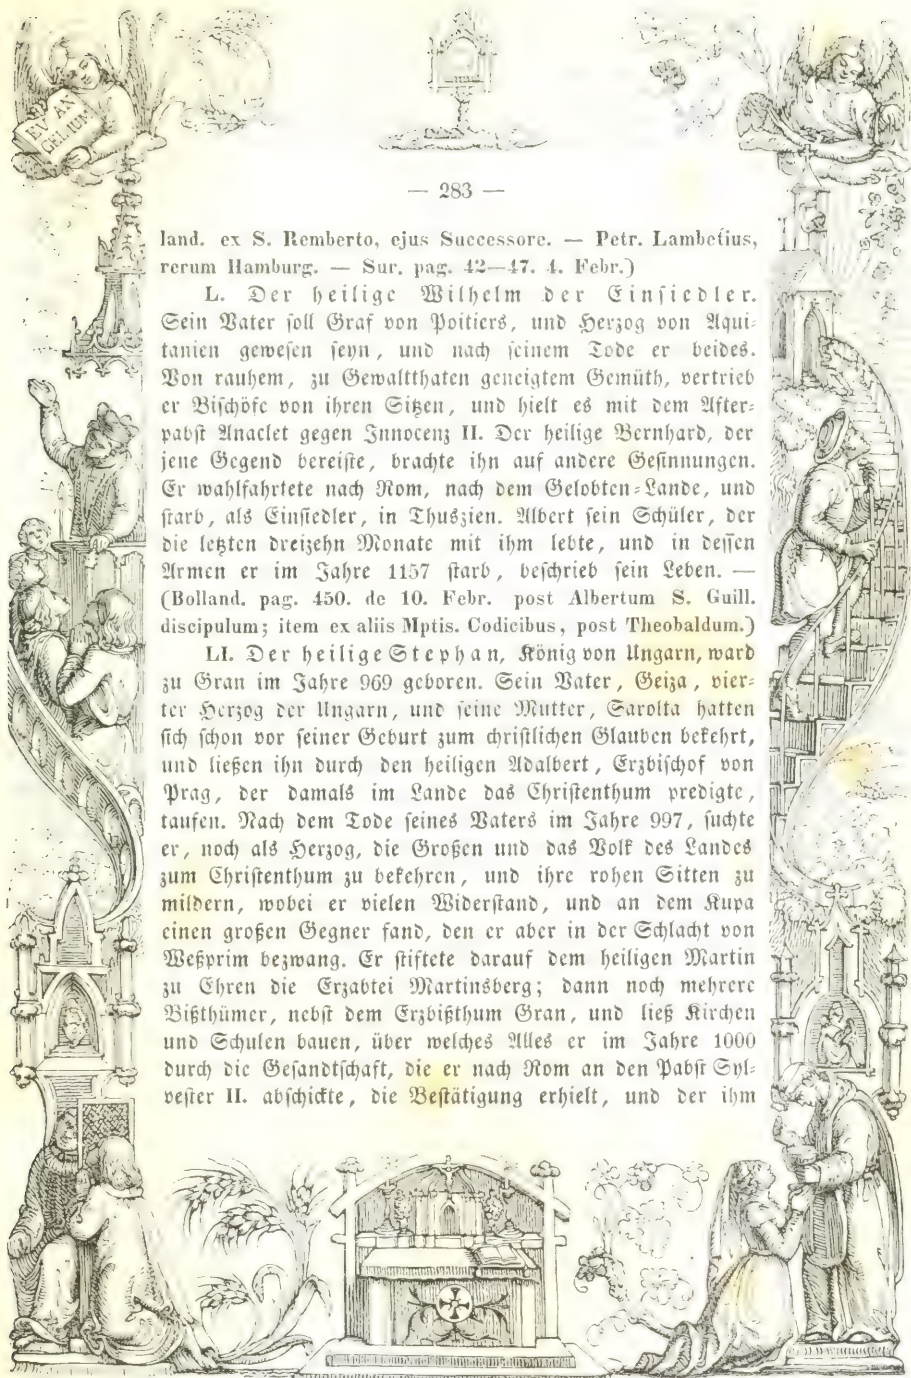 EV AN
GELIUM
— 283 —
land. ex S. Remberto, ejus Successore. — Petr. Lambetius,
rerum Hamburg. — Sur. pag. 42—47. 4. Febr.)
L. Der heilige Wilhelm der Einsiedler.
Sein Vater soll Graf von Poitiers, und Herzog von Aqui-
tanien gewesen seyn, und nach seinem Tode er beides.
Von rauhem, zu Gewaltthaten geneigtem Gemüth, vertrieb
er Bischöfe von ihren Sitzen, und hielt es mit dem After-
pabst Anaclet gegen Innocenz II. Der heilige Bernhard, der
jene Gegend bereiste, brachte ihn auf andere Gesinnungen.
Er wahlfahrtete nach Rom, nach dem Gelobten-Lande, und
starb, als Einsiedler, in Thuszien. Albert sein Schüler, der
die letzten dreizehn Monate mit ihm lebte, und in dessen
Armen er im Jahre 1157 starb, beschrieb sein Leben. —
(Bolland. pag. 450. de 10. Febr. post Albertum S. Guill.
discipulum; item ex aliis Mptis. Codicibus, post Theobaldum.)
LI. Der heilige Stephan, König von Ungarn, ward
zu Gran im Jahre 969 geboren. Sein Vater, Geiza, vier-
ter Herzog der Ungarn, und seine Mutter, Sarolta hatten
sich schon vor seiner Geburt zum christlichen Glauben bekehrt,
und ließen ihn durch den heiligen Adalbert, Erzbischof von
Prag, der damals im Lande das Christenthum predigte,
taufen. Nach dem Tode seines Vaters im Jahre 997, suchte
er, noch als Herzog, die Großen und das Volk des Landes
zum Christenthum zu bekehren, und ihre rohen Sitten zu
mildern, wobei er vielen Widerstand, und an dem Kupa
einen großen Gegner fand, den er aber in der Schlacht von
Weßprim bezwang. Er stiftete darauf dem heiligen Martin
zu Ehren die Erzabtei Martinsberg; dann noch mehrere
Bißthümer, nebst dem Erzbißthum Gran, und ließ Kirchen
und Schulen bauen, über welches Alles er im Jahre 1000
durch die Gesandtschaft, die er nach Rom an den Pabst Syl-
vester II. abschickte, die Bestätigung erhielt, und der ihm